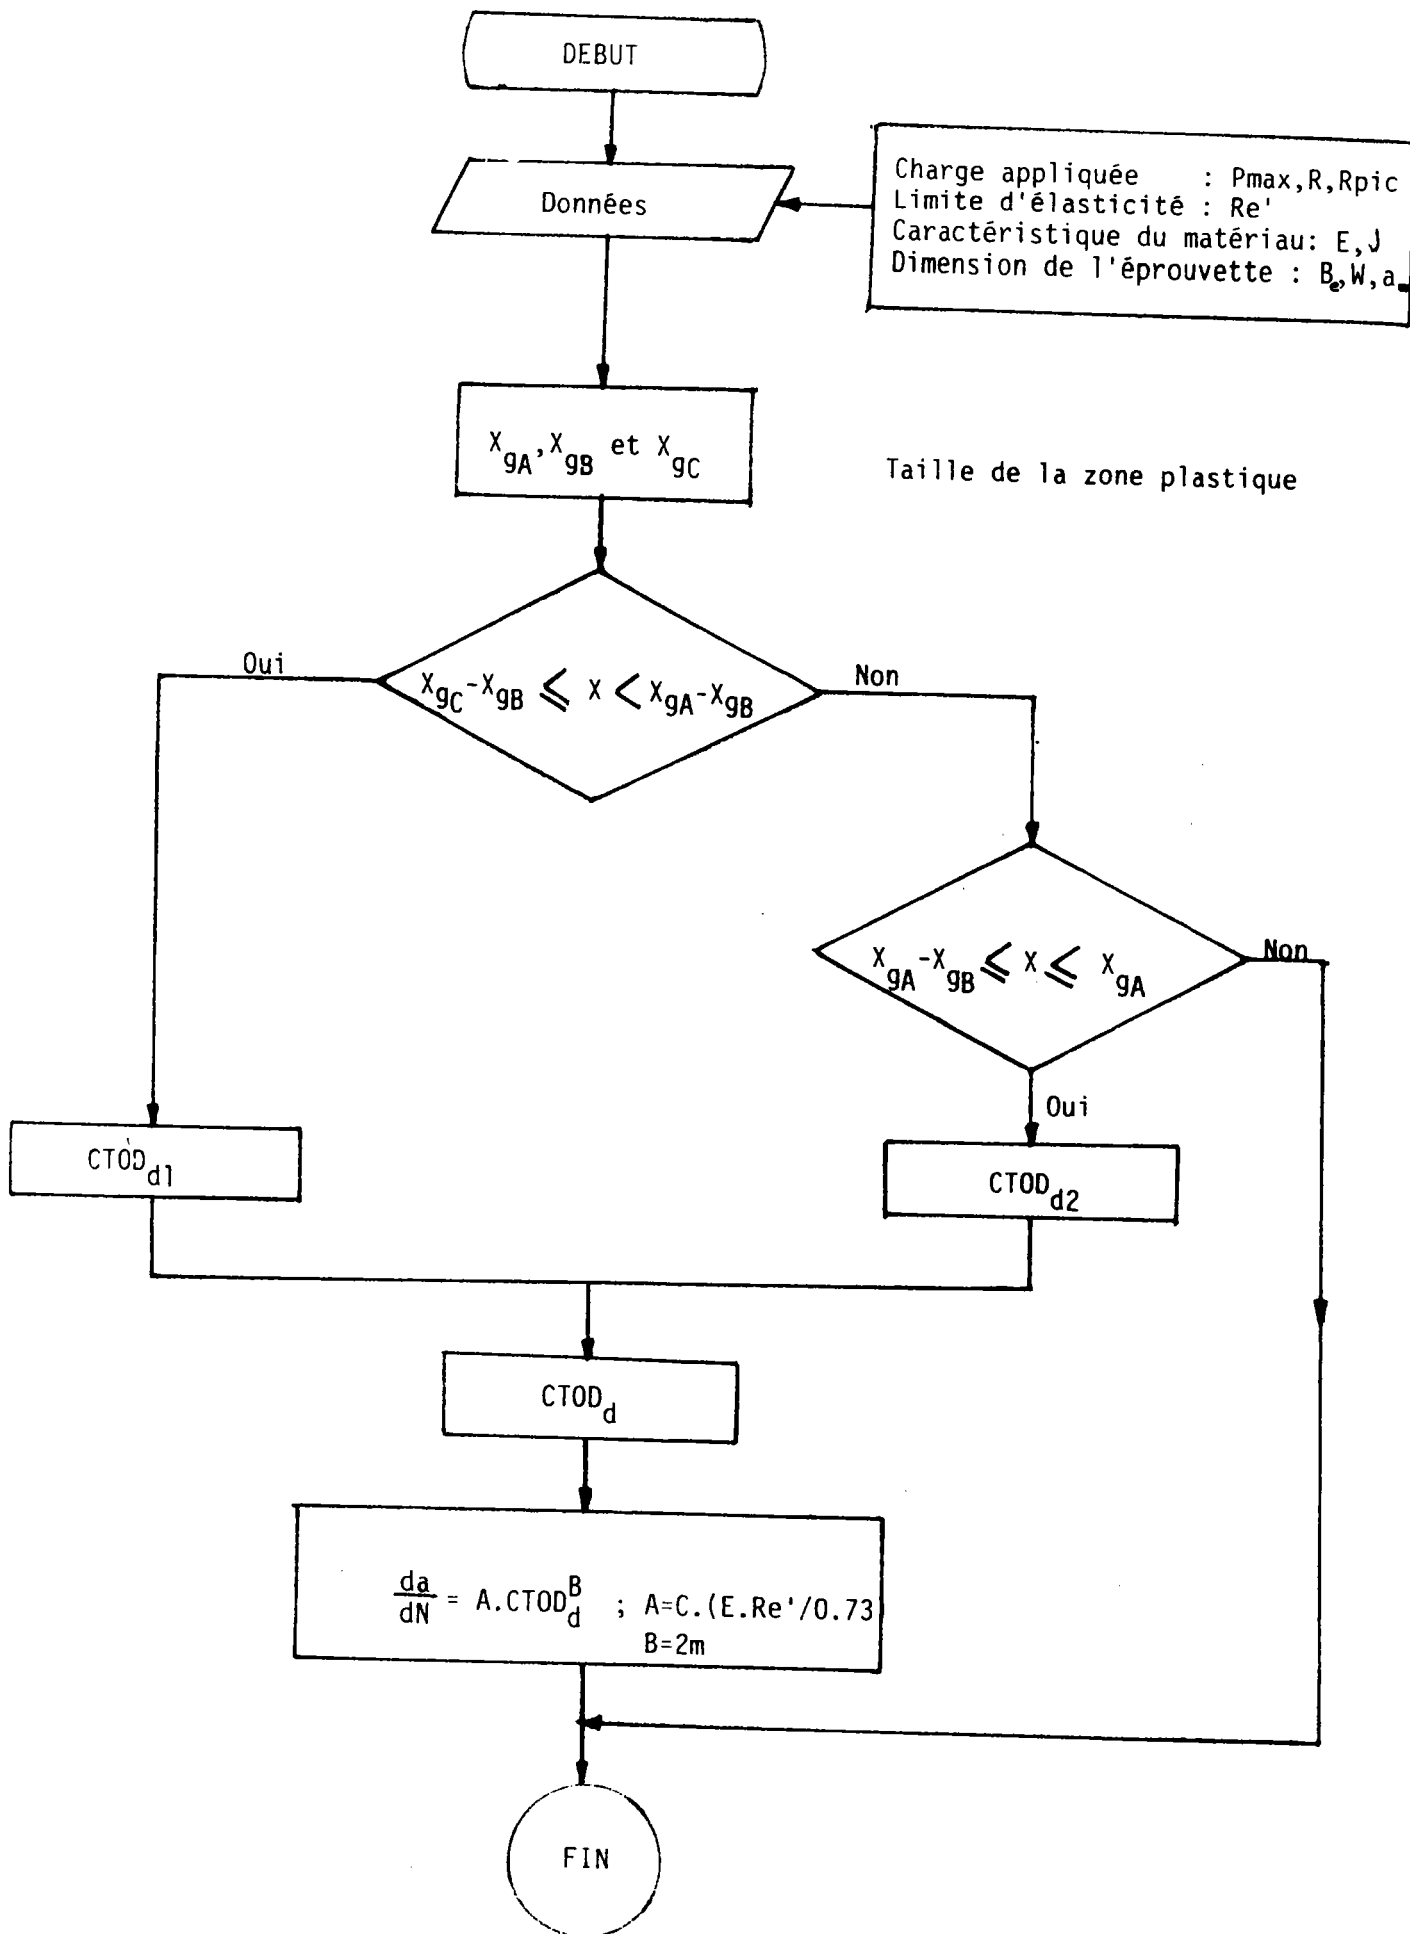 DEBUT
Données
Charge appliquée : Pmax,R,Rpic
Limite d'élasticité : Re'
Caractéristique du matèriau: E,
Dimension de l'éprouvette : Be,W,a
XgA,XgB et XgC
Taille de la zone plastique
Oui
XgC-XgB ≤ X < XgA-XgB
Non
XgA-XgB ≤ X ≤ XgA
Non
Oui
CTODd1
CTODd2
CTODd
da/dN = A.CTODd^B ; A=C.(E.Re'/0.73
B=2m
FIN